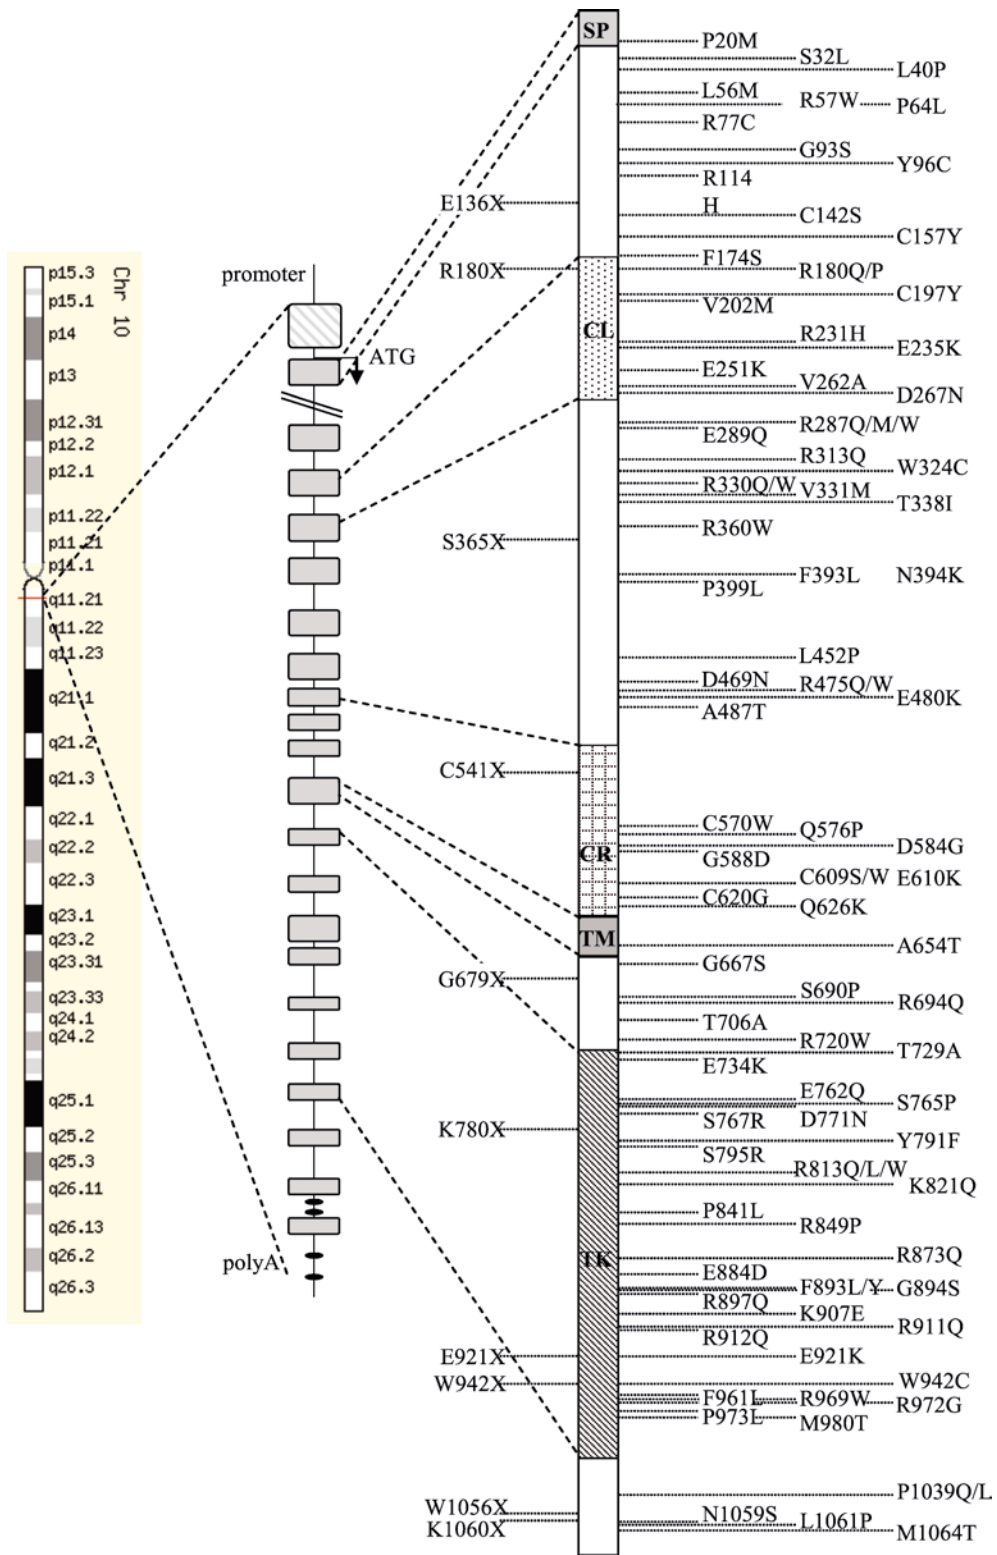 Chr 10
p15.3
p15.1
p14
p13
p12.31
p12.2
p12.1
p11.22
p11.21
p11.1
q11.21
q11.22
q11.23
q21.1
q21.2
q21.3
q22.1
q22.2
q22.3
q23.1
q23.2
q23.31
q23.33
q24.1
q24.2
q25.1
q25.2
q25.3
q26.11
q26.13
q26.2
q26.3
promoter
ATG
polyA
E136X
R180X
S365X
C541X
G679X
K780X
E921X
W942X
W1056X
K1060X
SP
CL
CR
TM
TK
P20M
S32L
L40P
L56M
R57W
P64L
R77C
G93S
Y96C
R114
H
C142S
C157Y
F174S
R180Q/P
C197Y
V202M
R231H
E235K
E251K
V262A
D267N
R287Q/M/W
E289Q
R313Q
W324C
R330Q/W
V331M
T338I
R360W
F393L
N394K
P399L
L452P
D469N
R475Q/W
E480K
A487T
C570W
Q576P
D584G
G588D
C609S/W
E610K
C620G
Q626K
A654T
G667S
S690P
R694Q
T706A
R720W
T729A
E734K
E762Q
S765P
S767R
D771N
Y791F
S795R
R813Q/L/W
K821Q
P841L
R849P
R873Q
E884D
F893L/Y
G894S
R897Q
K907E
R911Q
R912Q
E921K
W942C
F961L
R969W
R972G
P973L
M980T
P1039Q/L
N1059S
L1061P
M1064T